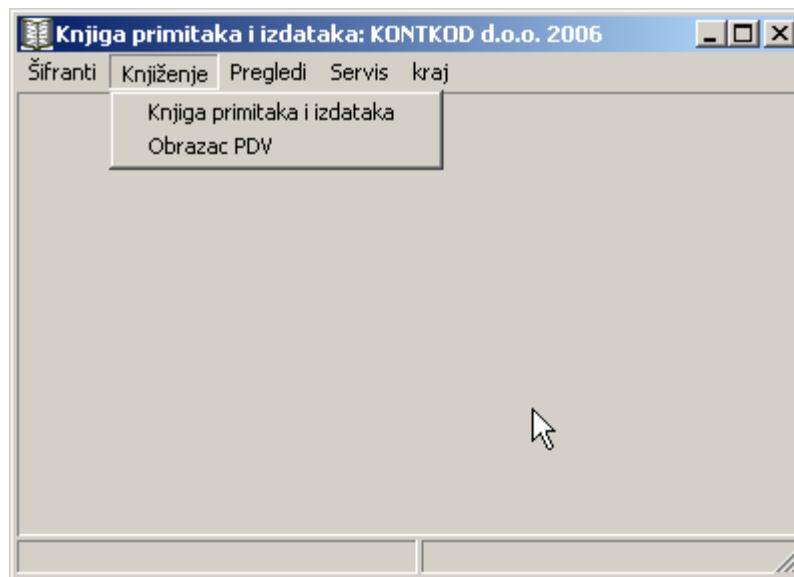 Knjiga primitaka i izdataka: KONTKOD d.o.o. 2006
Šifranti Knjiženje Pregledi Servis kraj
Knjiga primitaka i izdataka
Obrazac PDV